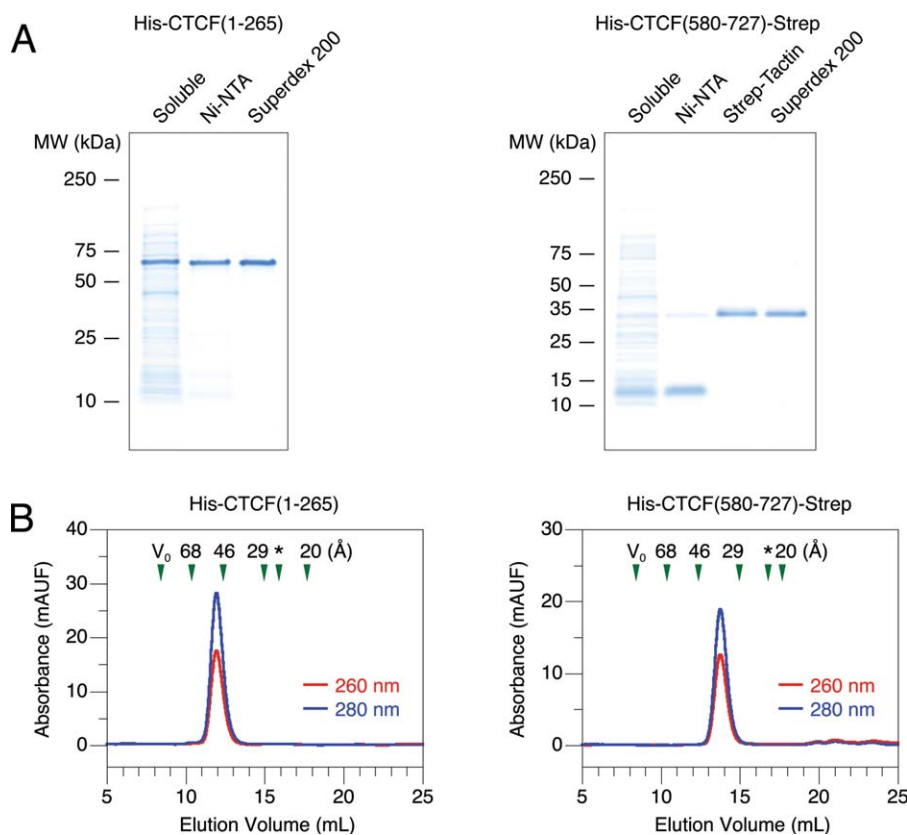 A
His-CTCF(1-265)
Soluble
Ni-NTA
Superdex 200
MW (kDa)
250
75
50
25
10
His-CTCF(580-727)-Strep
Soluble
Ni-NTA
Strep-Tactin
Superdex 200
MW (kDa)
250
75
50
35
25
15
10
B
His-CTCF(1-265)
40
30
20
10
0
Absorbance (mAUF)
V₀ 68 46 29 * 20 (Å)
260 nm
280 nm
5 10 15 20 25
Elution Volume (mL)
His-CTCF(580-727)-Strep
30
20
10
0
Absorbance (mAUF)
V₀ 68 46 29 * 20 (Å)
260 nm
280 nm
5 10 15 20 25
Elution Volume (mL)